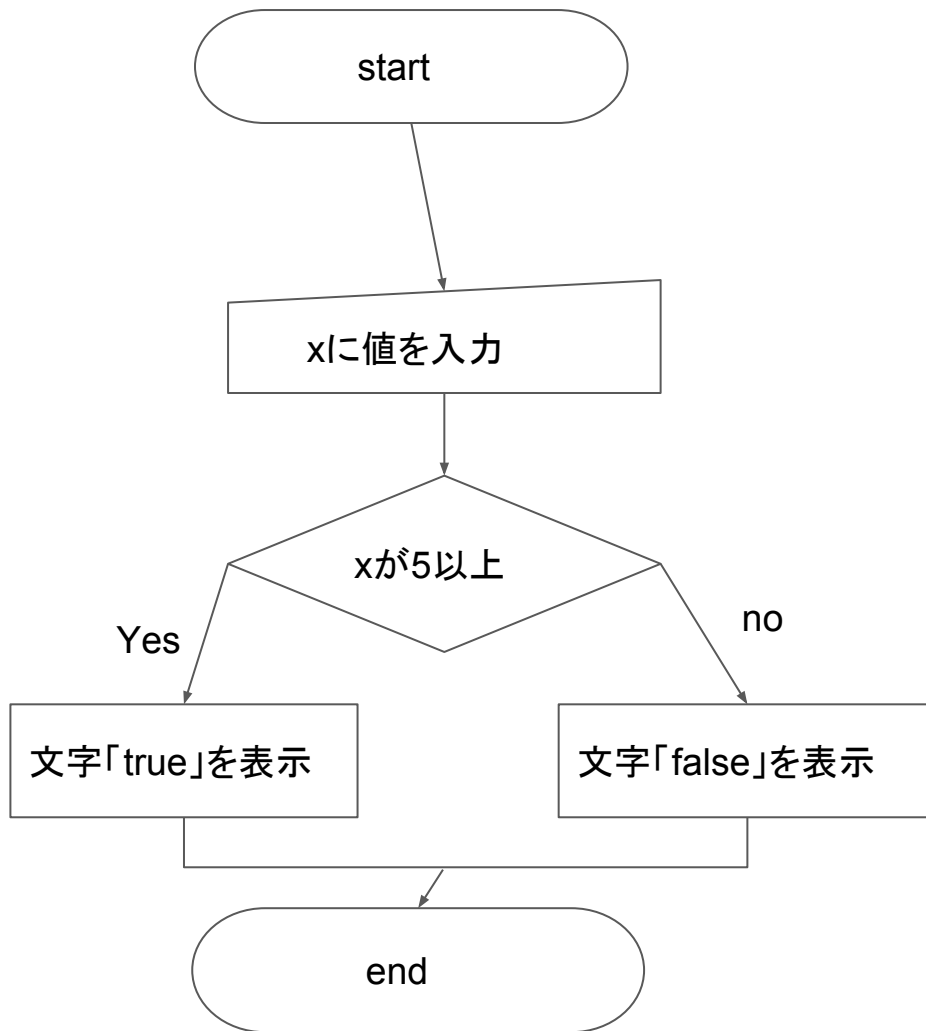 start
xに値を入力
xが5以上
Yes
no
文字｢true｣を表示
文字｢false｣を表示
end